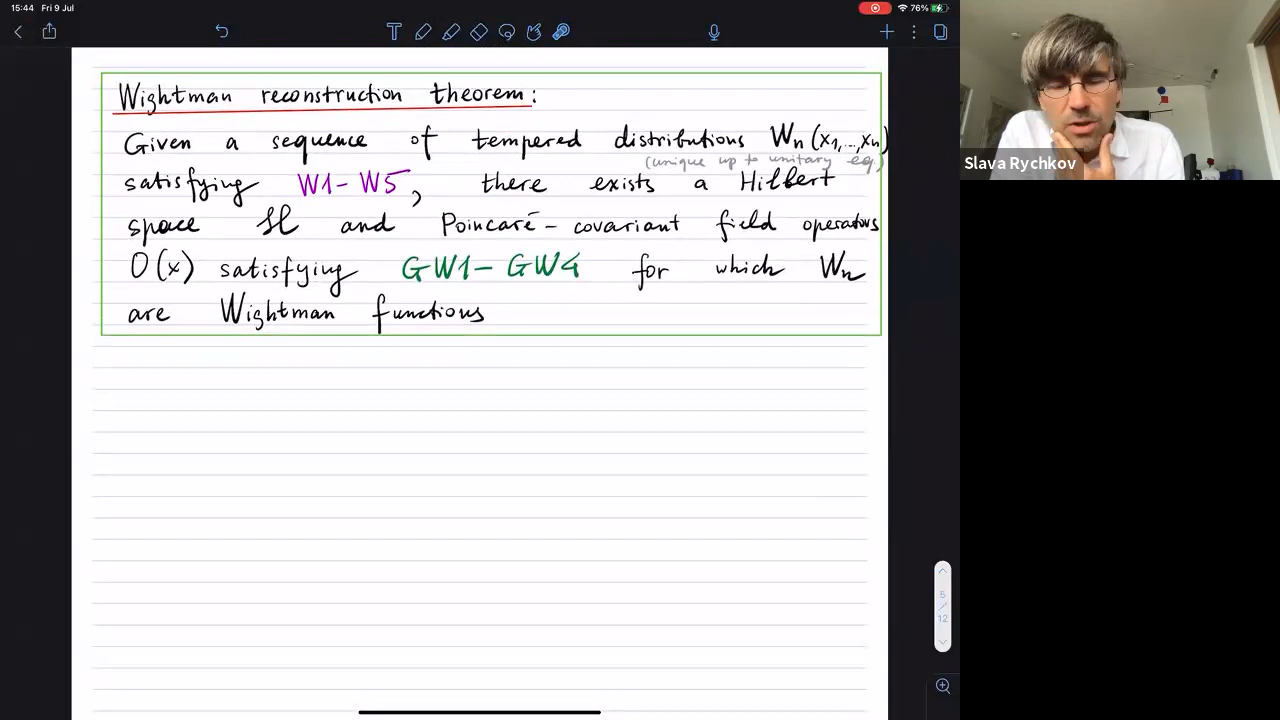 15:44 Fri 9 Jul
76%
Wightman reconstruction theorem:
Given a sequence of tempered distributions Wn(x1,...,xn)
(unique up to unitary eq.)
satisfying W1-W5, there exists a Hilbert
space H and Poincaré-covariant field operators
O(x) satisfying GW1-GW4 for which Wn
are Wightman functions
Slava Rychkov
5
/
12